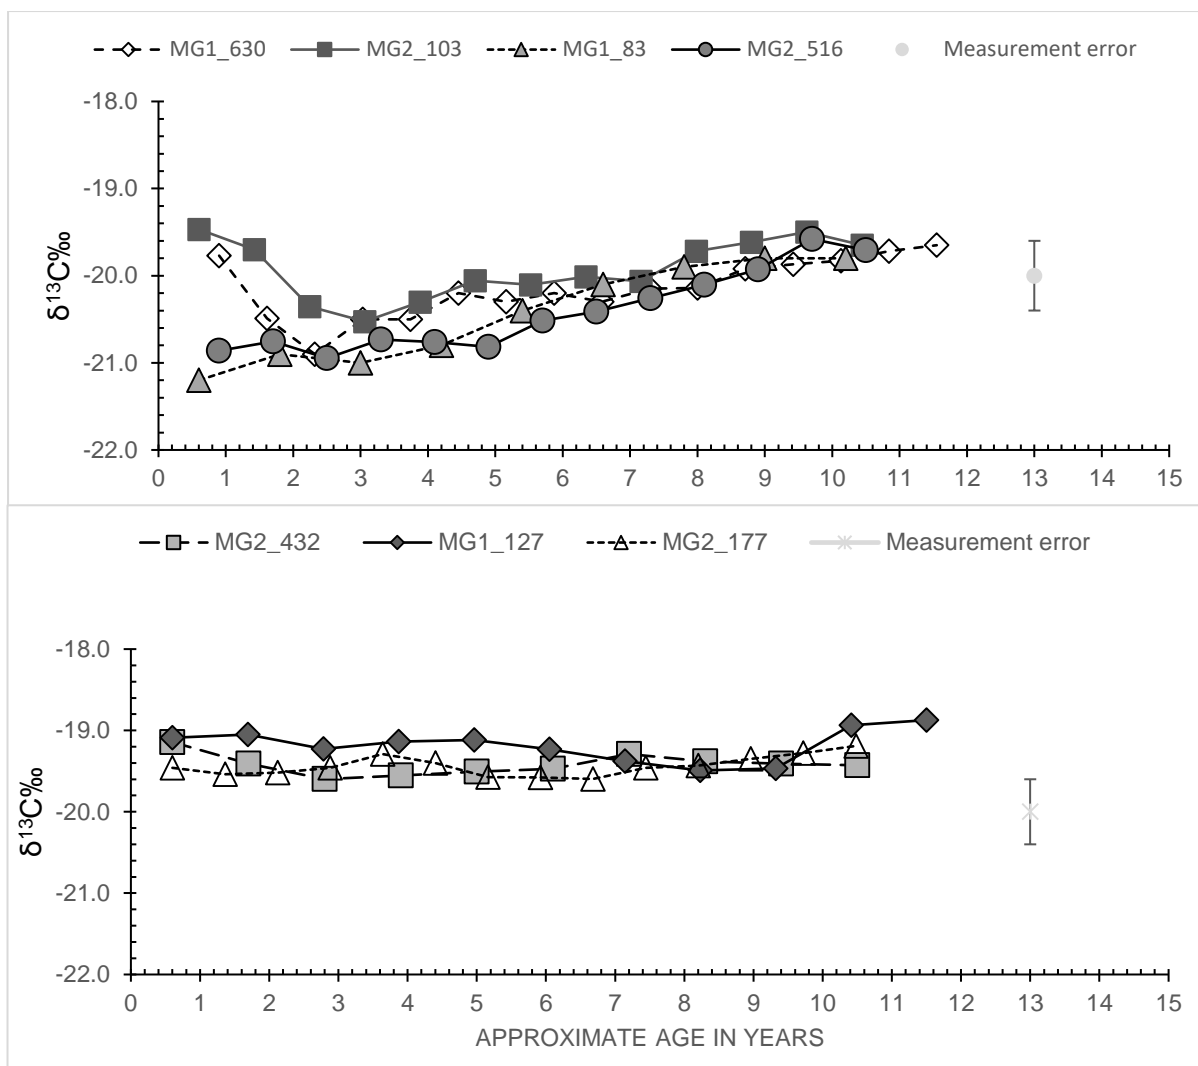 MG1_630 MG2_103 MG1_83 MG2_516 Measurement error
-18.0
-19.0
-20.0
-21.0
-22.0
δ¹³C‰
0 1 2 3 4 5 6 7 8 9 10 11 12 13 14 15
MG2_432 MG1_127 MG2_177 Measurement error
-18.0
-19.0
-20.0
-21.0
-22.0
δ¹³C‰
0 1 2 3 4 5 6 7 8 9 10 11 12 13 14 15
APPROXIMATE AGE IN YEARS